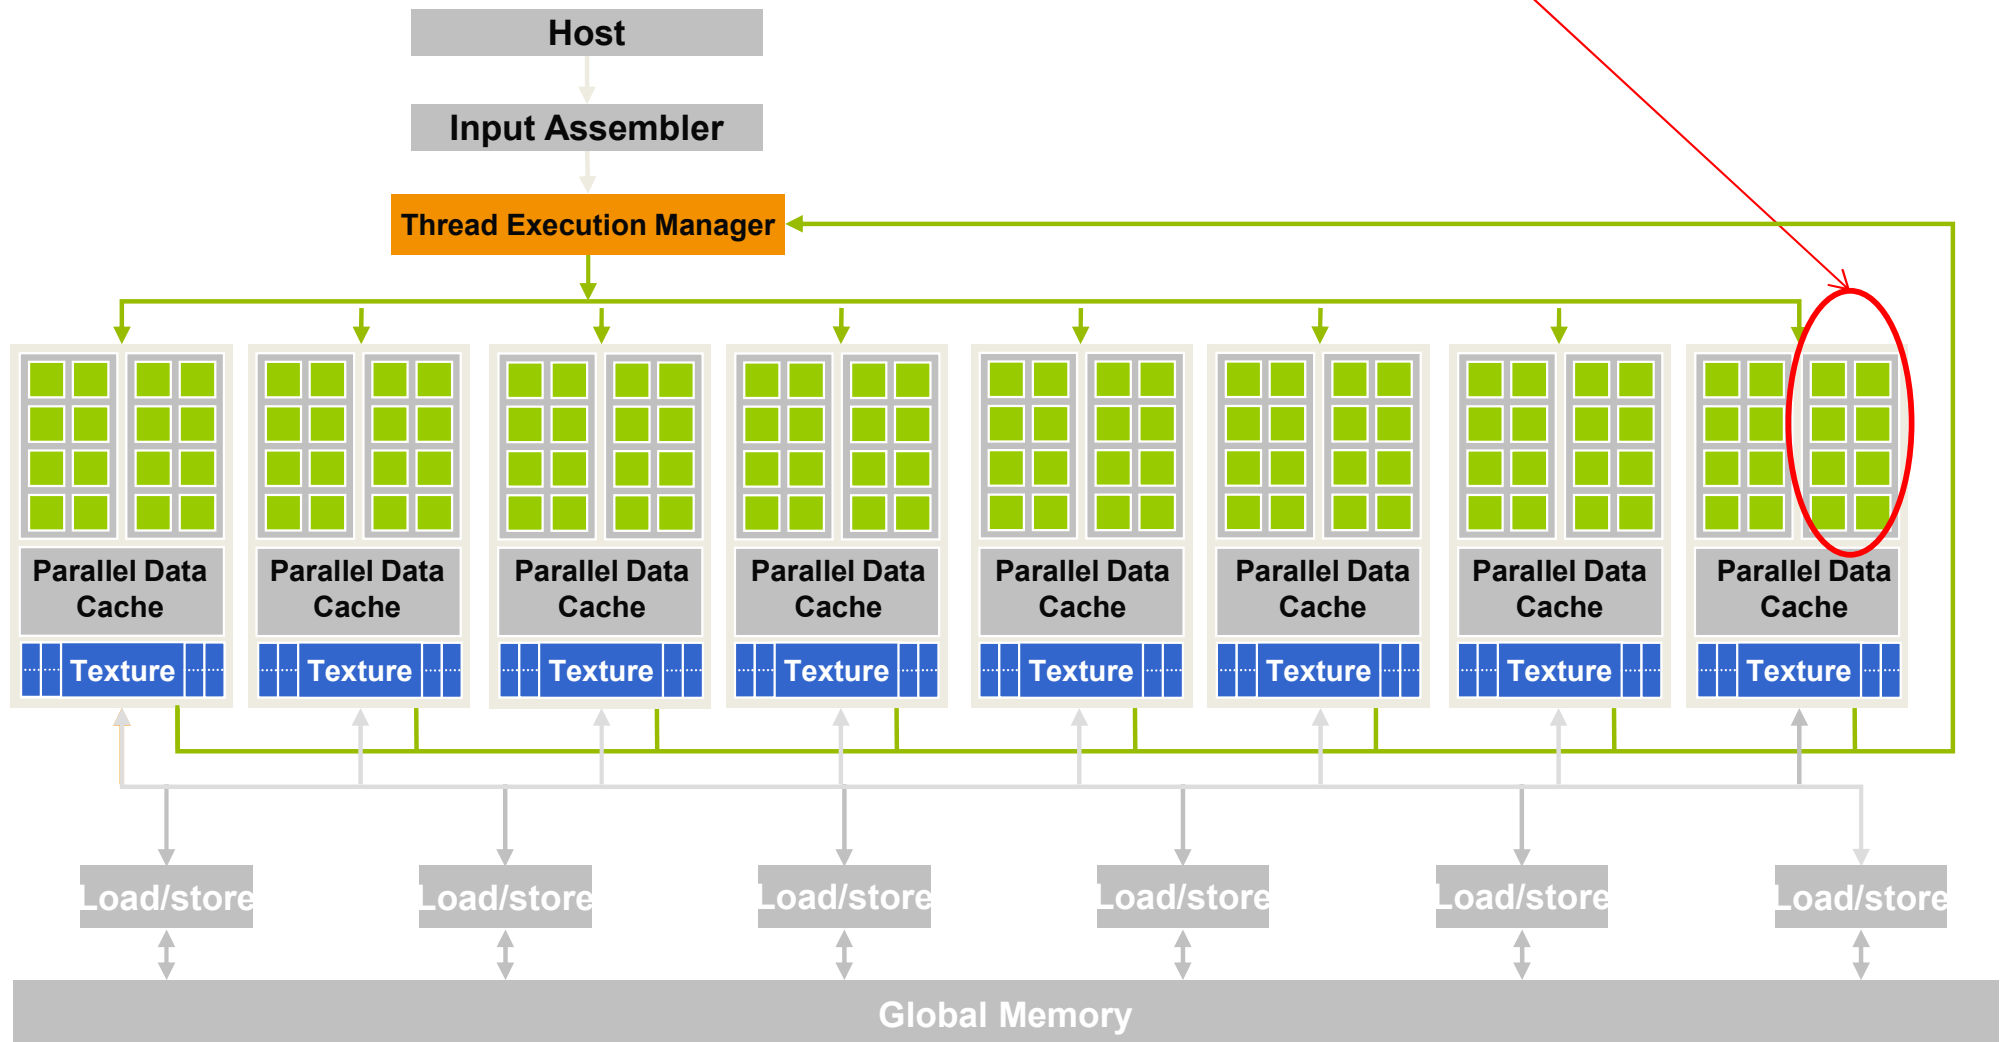 Host
Input Assembler
Thread Execution Manager
Parallel Data
Cache
Parallel Data
Cache
Parallel Data
Cache
Parallel Data
Cache
Parallel Data
Cache
Parallel Data
Cache
Parallel Data
Cache
Parallel Data
Cache
Texture
Texture
Texture
Texture
Texture
Texture
Texture
Texture
Load/store
Load/store
Load/store
Load/store
Load/store
Load/store
Global Memory